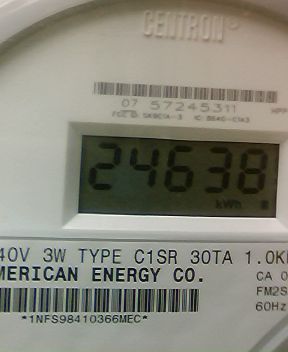 CENTRON®
07 57245311
24638
kWh
40V 3W TYPE C1SR 30TA 1.0K
MERICAN ENERGY CO.
CA 0
FM2S
60Hz
*1NFS98410366MEC*